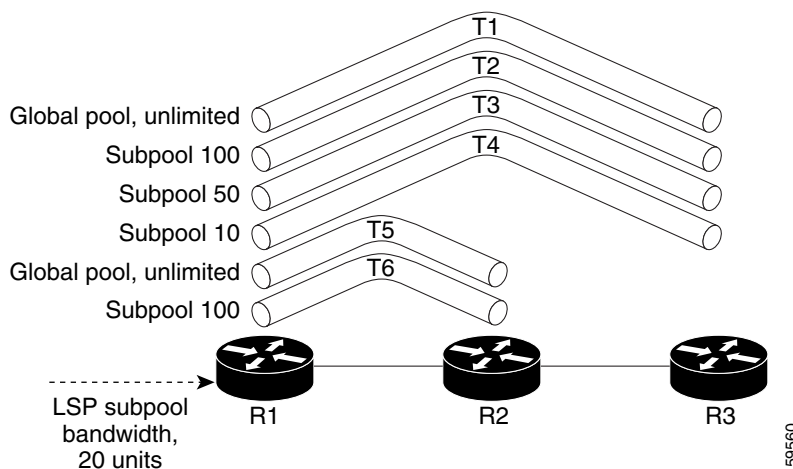 T1
T2
T3
T4
Global pool, unlimited
Subpool 100
Subpool 50
Subpool 10
T5
Global pool, unlimited
T6
Subpool 100
LSP subpool
bandwidth,
20 units
R1
R2
R3
59560